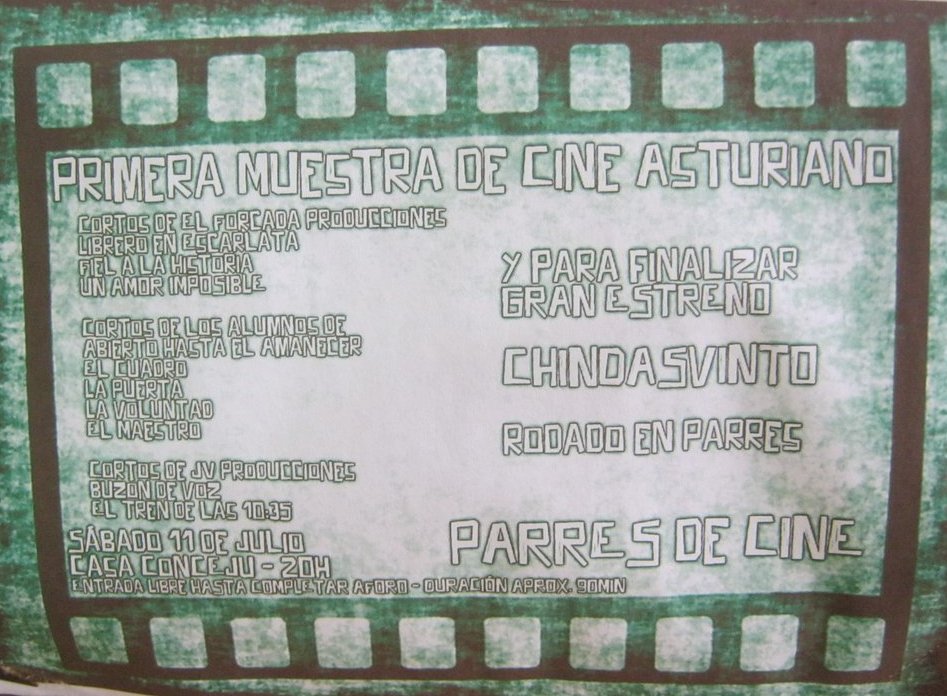 PRIMERA MUESTRA DE CINE ASTURIANO
CORTOS DE EL FORCADA PRODUCCIONES
LIBRERO EN ESCARLATA
FIEL A LA HISTORIA
UN AMOR IMPOSIBLE
CORTOS DE LOS ALUMNOS DE
ABIERTO HASTA EL AMANECER
EL CUADRO
LA PUERTA
LA VOLUNTAD
EL MAESTRO
CORTOS DE JV PRODUCCIONES
BUZON DE VOZ
EL TREN DE LAS 10:35
SÁBADO 11 DE JULIO
CASA CONCEJU - 20H
ENTRADA LIBRE HASTA COMPLETAR AFORO - DURACIÓN APROX. 90MIN
Y PARA FINALIZAR
GRAN ESTRENO
CHINDASVINTO
RODADO EN PARRES
PARRES DE CINE